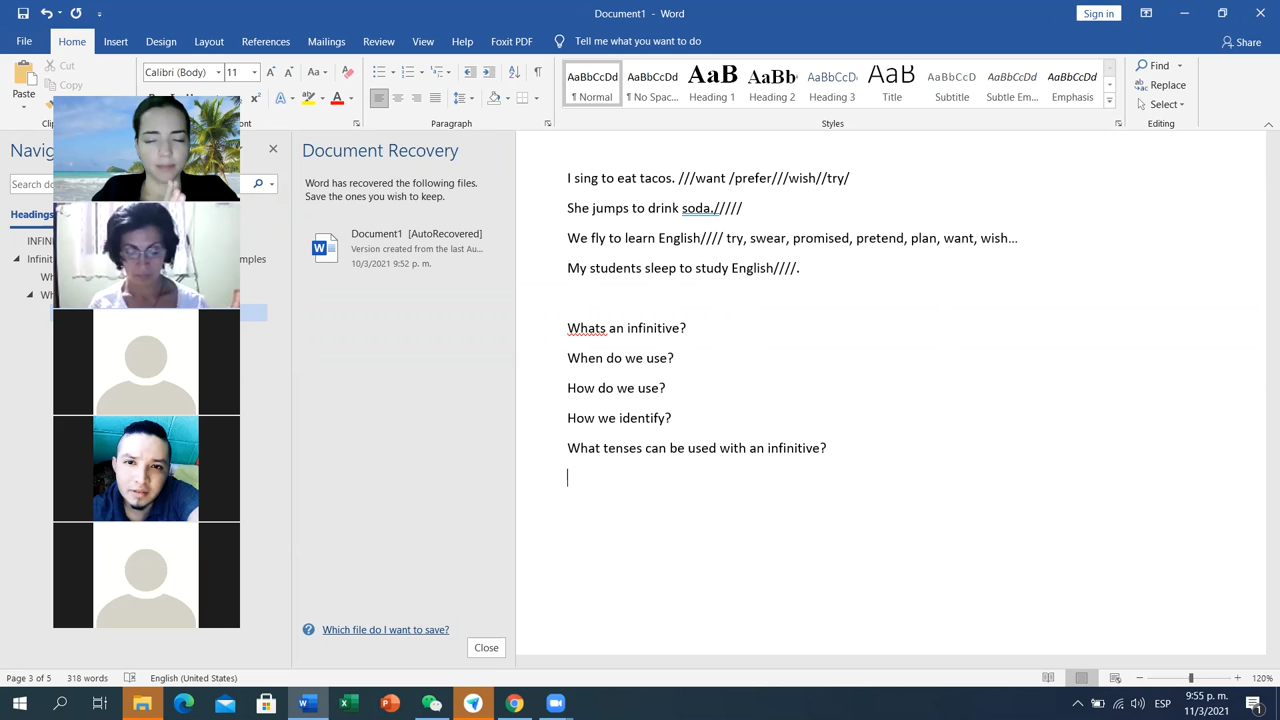 Document1 - Word
Sign in
File Home Insert Design Layout References Mailings Review View Help Foxit PDF Tell me what you want to do Share
Paste
Cut
Copy
Calibri (Body) 11
Paragraph
AaBbCcDd AaBbCcDd AaB AaBb AaBbCcD AaB AaBbCcD AaBbCcDd AaBbCcDd
¶ Normal ¶ No Spac... Heading 1 Heading 2 Heading 3 Title Subtitle Subtle Em... Emphasis
Styles
Find
Replace
Select
Editing
Document Recovery
Word has recovered the following files.
Save the ones you wish to keep.
Document1 [AutoRecovered]
Version created from the last Au...
10/3/2021 9:52 p. m.
Which file do I want to save?
Close
I sing to eat tacos. ///want /prefer///wish//try/
She jumps to drink soda./////
We fly to learn English//// try, swear, promised, pretend, plan, want, wish...
My students sleep to study English////.
Whats an infinitive?
When do we use?
How do we use?
How we identify?
What tenses can be used with an infinitive?
Page 3 of 5 318 words English (United States) 120%
ESP
9:55 p. m.
11/3/2021